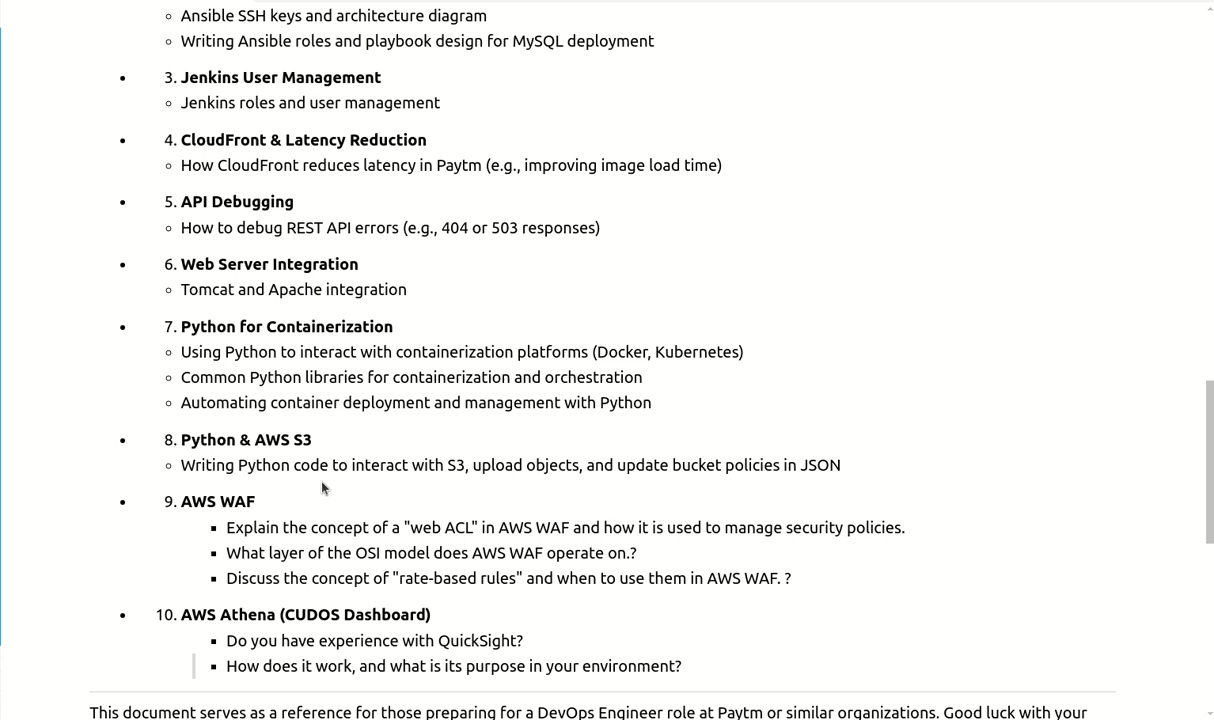 Ansible SSH keys and architecture diagram
Writing Ansible roles and playbook design for MySQL deployment
3. Jenkins User Management
Jenkins roles and user management
4. CloudFront & Latency Reduction
How CloudFront reduces latency in Paytm (e.g., improving image load time)
5. API Debugging
How to debug REST API errors (e.g., 404 or 503 responses)
6. Web Server Integration
Tomcat and Apache integration
7. Python for Containerization
Using Python to interact with containerization platforms (Docker, Kubernetes)
Common Python libraries for containerization and orchestration
Automating container deployment and management with Python
8. Python & AWS S3
Writing Python code to interact with S3, upload objects, and update bucket policies in JSON
9. AWS WAF
Explain the concept of a "web ACL" in AWS WAF and how it is used to manage security policies.
What layer of the OSI model does AWS WAF operate on.?
Discuss the concept of "rate-based rules" and when to use them in AWS WAF. ?
10. AWS Athena (CUDOS Dashboard)
Do you have experience with QuickSight?
How does it work, and what is its purpose in your environment?
This document serves as a reference for those preparing for a DevOps Engineer role at Paytm or similar organizations. Good luck with your